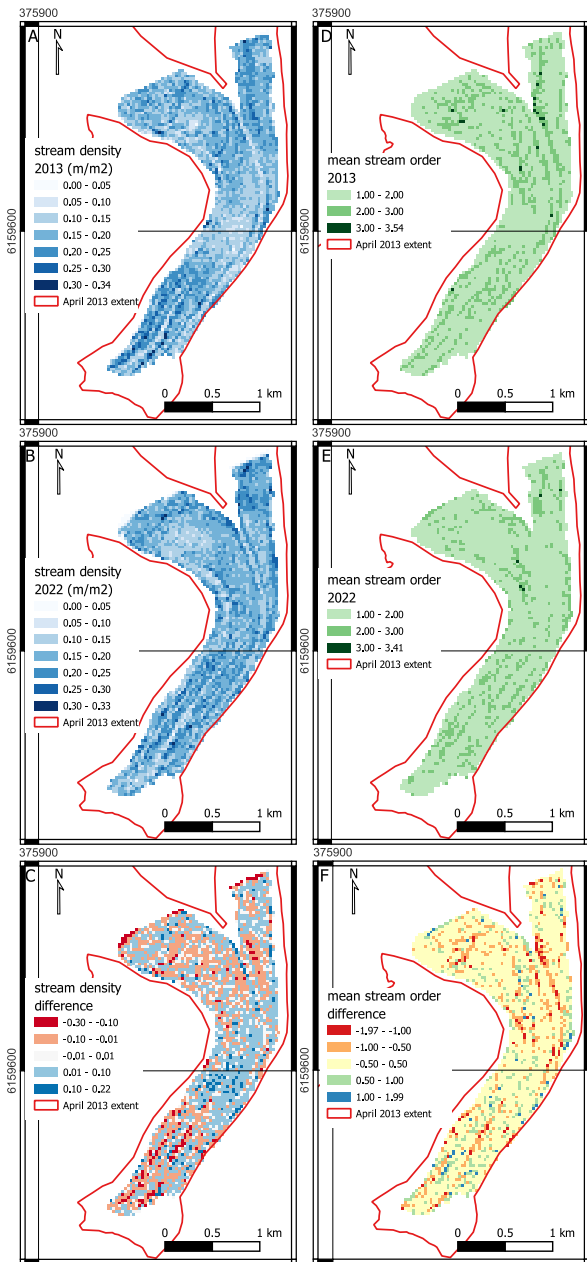 375900
A
N
stream density
2013 (m/m2)
0.00 - 0.05
0.05 - 0.10
0.10 - 0.15
0.15 - 0.20
0.20 - 0.25
0.25 - 0.30
0.30 - 0.34
April 2013 extent
6159600
0 0.5 1 km
375900
D
N
mean stream order
2013
1.00 - 2.00
2.00 - 3.00
3.00 - 3.54
April 2013 extent
6159600
0 0.5 1 km
375900
B
N
stream density
2022 (m/m2)
0.00 - 0.05
0.05 - 0.10
0.10 - 0.15
0.15 - 0.20
0.20 - 0.25
0.25 - 0.30
0.30 - 0.33
April 2013 extent
6159600
0 0.5 1 km
375900
E
N
mean stream order
2022
1.00 - 2.00
2.00 - 3.00
3.00 - 3.41
April 2013 extent
6159600
0 0.5 1 km
375900
C
N
stream density
difference
-0.30 - -0.10
-0.10 - -0.01
-0.01 - 0.01
0.01 - 0.10
0.10 - 0.22
April 2013 extent
6159600
0 0.5 1 km
375900
F
N
mean stream order
difference
-1.97 - -1.00
-1.00 - -0.50
-0.50 - 0.50
0.50 - 1.00
1.00 - 1.99
April 2013 extent
6159600
0 0.5 1 km